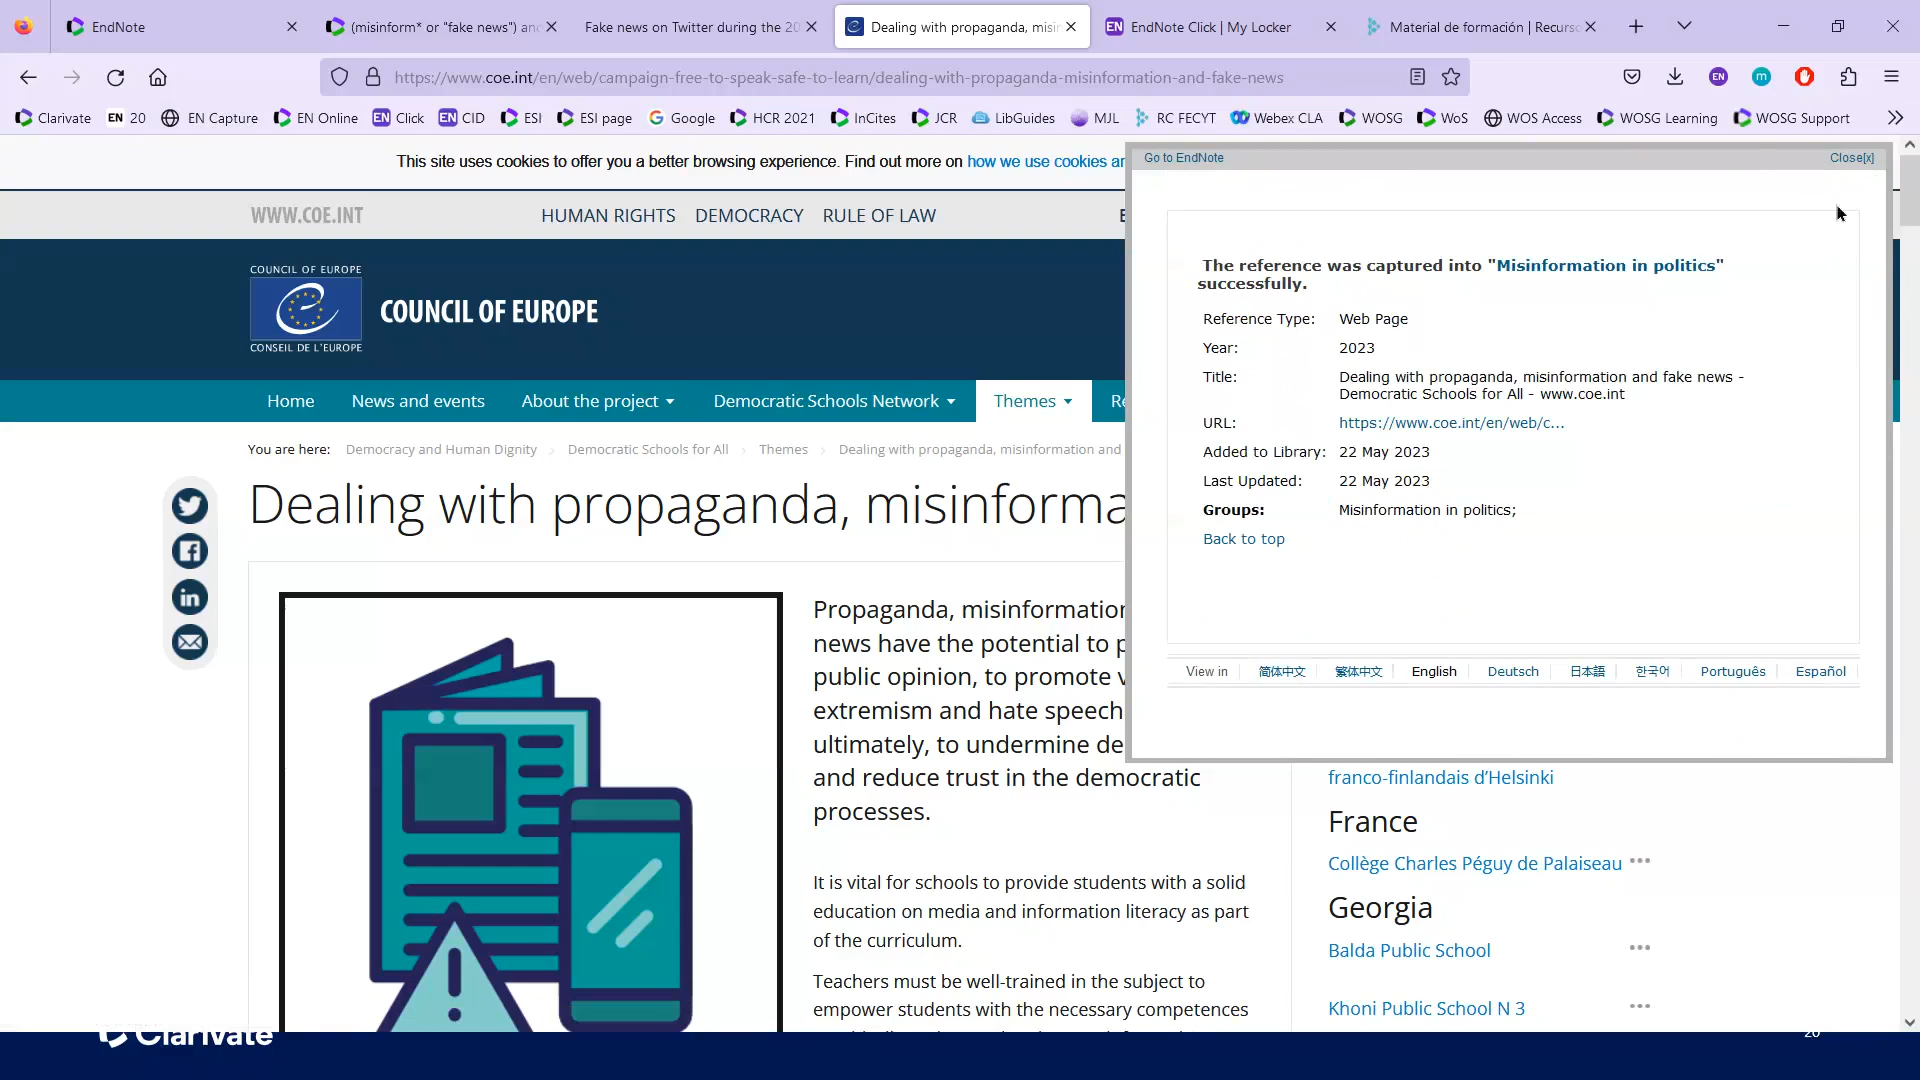 EndNote
(misinform* or "fake news") and
Fake news on Twitter during the 20
Dealing with propaganda, misin
EndNote Click | My Locker
Material de formación | Recurso
https://www.coe.int/en/web/campaign-free-to-speak-safe-to-learn/dealing-with-propaganda-misinformation-and-fake-news
EN
m
Clarivate
EN 20
EN Capture
EN Online
EN Click
EN CID
ESI
ESI page
Google
HCR 2021
InCites
JCR
LibGuides
MJL
RC FECYT
Webex CLA
WOSG
WoS
WOS Access
WOSG Learning
WOSG Support
This site uses cookies to offer you a better browsing experience. Find out more on how we use cookies an
WWW.COE.INT
HUMAN RIGHTS DEMOCRACY RULE OF LAW
COUNCIL OF EUROPE
CONSEIL DE L'EUROPE
COUNCIL OF EUROPE
Home
News and events
About the project
Democratic Schools Network
Themes
Re
You are here: Democracy and Human Dignity Democratic Schools for All Themes Dealing with propaganda, misinformation and
Dealing with propaganda, misinforma
Propaganda, misinformation
news have the potential to p
public opinion, to promote v
extremism and hate speech
ultimately, to undermine de
and reduce trust in the democratic
processes.
It is vital for schools to provide students with a solid
education on media and information literacy as part
of the curriculum.
Teachers must be well-trained in the subject to
empower students with the necessary competences
Go to EndNote
Close[x]
The reference was captured into "Misinformation in politics"
successfully.
Reference Type: Web Page
Year: 2023
Title: Dealing with propaganda, misinformation and fake news -
Democratic Schools for All - www.coe.int
URL: https://www.coe.int/en/web/c...
Added to Library: 22 May 2023
Last Updated: 22 May 2023
Groups: Misinformation in politics;
Back to top
View in 简体中文 繁體中文 English Deutsch 日本語 한국어 Português Español
franco-finlandais d'Helsinki
France
Collège Charles Péguy de Palaiseau
Georgia
Balda Public School
Khoni Public School N 3
Clarivate
20